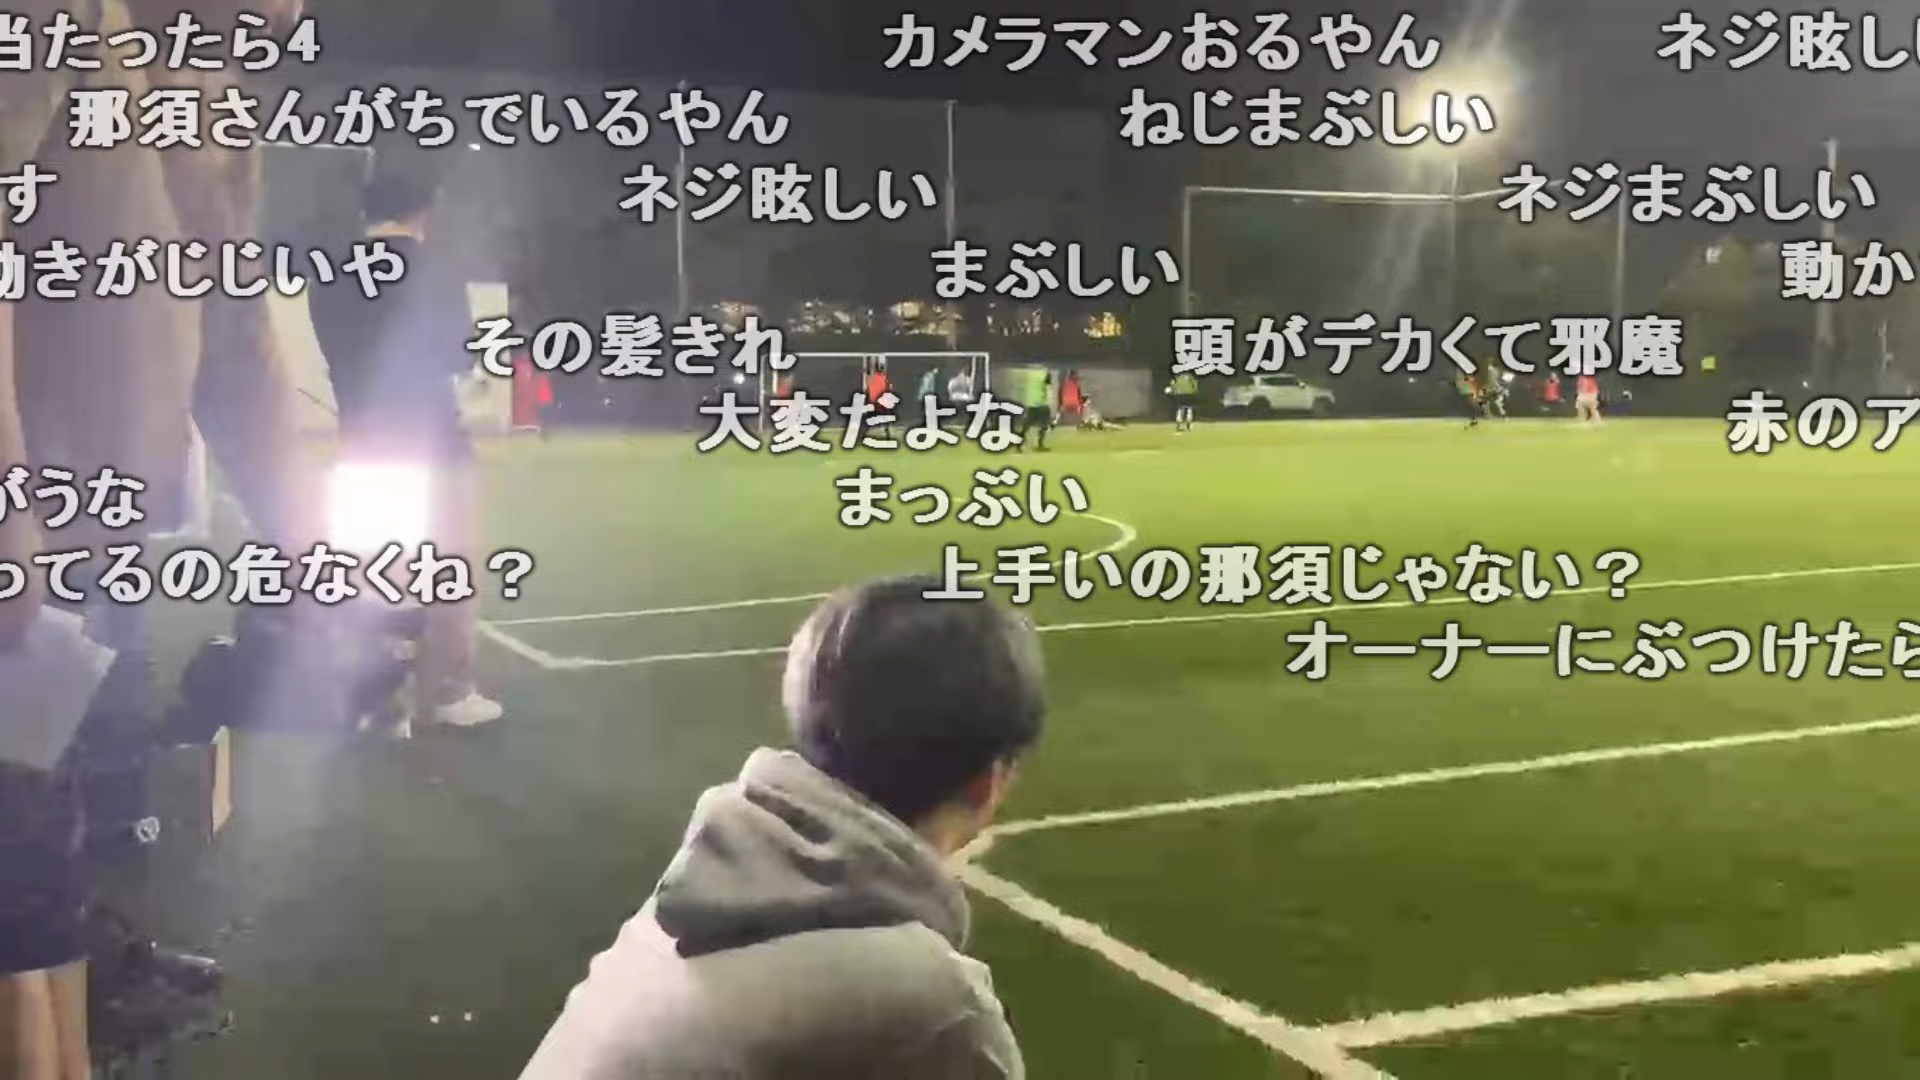 当たったら4 カメラマンおるやん ネジ眩しい
那須さんがちでいるやん ねじまぶしい
す ネジ眩しい ネジまぶしい
動きがじじいや まぶしい 動か
その髪きれ 頭がデカくて邪魔
大変だよな 赤のア
がうな まっぶい
ってるの危なくね？ 上手いの那須じゃない？
オーナーにぶつけたら